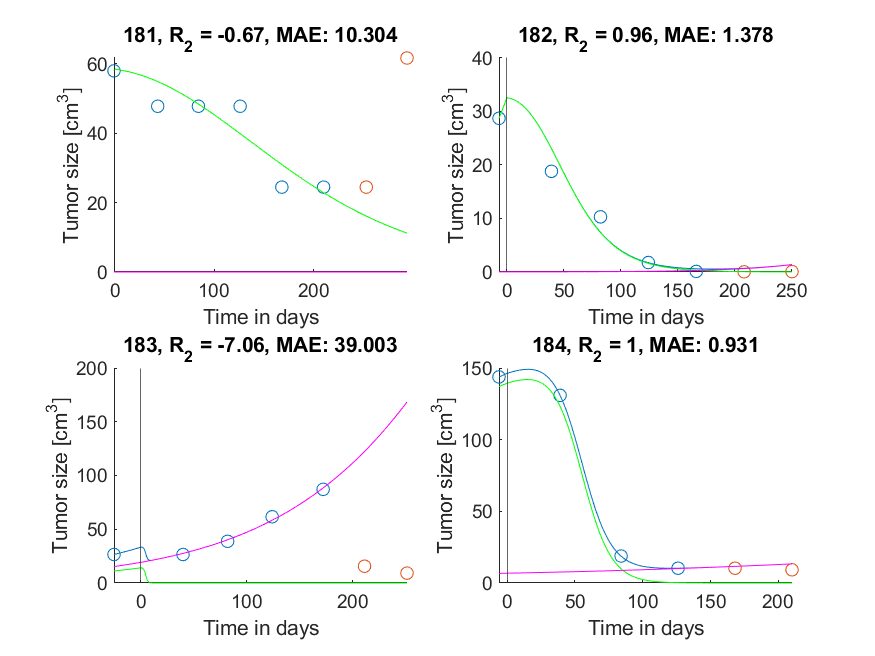 181, R2 = -0.67, MAE: 10.304
60
40
20
0
0
100
200
Tumor size [cm3]
Time in days
182, R2 = 0.96, MAE: 1.378
40
30
20
10
0
0
50
100
150
200
250
Tumor size [cm3]
Time in days
183, R2 = -7.06, MAE: 39.003
200
150
100
50
0
0
100
200
Tumor size [cm3]
Time in days
184, R2 = 1, MAE: 0.931
150
100
50
0
0
50
100
150
200
Tumor size [cm3]
Time in days